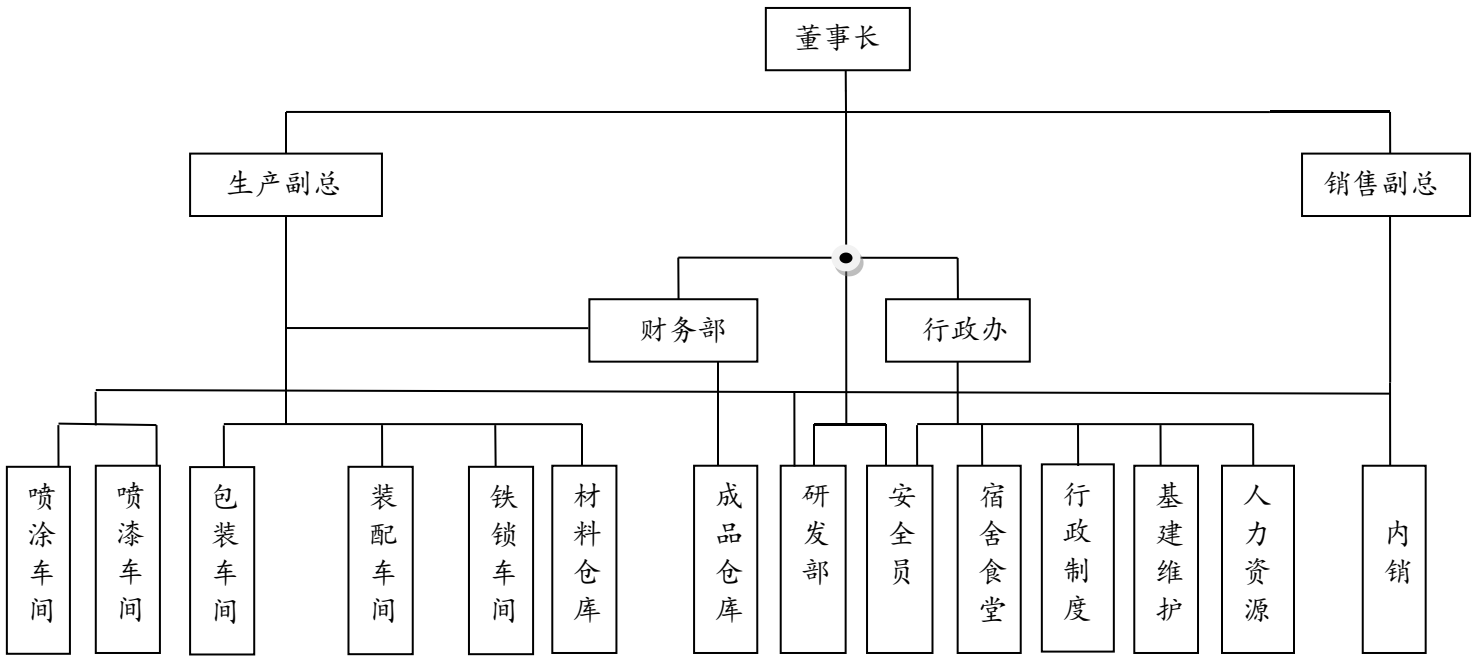 董事长
生产副总
销售副总
财务部
行政办
喷涂车间
喷漆车间
包装车间
装配车间
铁锁车间
材料仓库
成品仓库
研发部
安全员
宿舍食堂
行政制度
基建维护
人力资源
内销